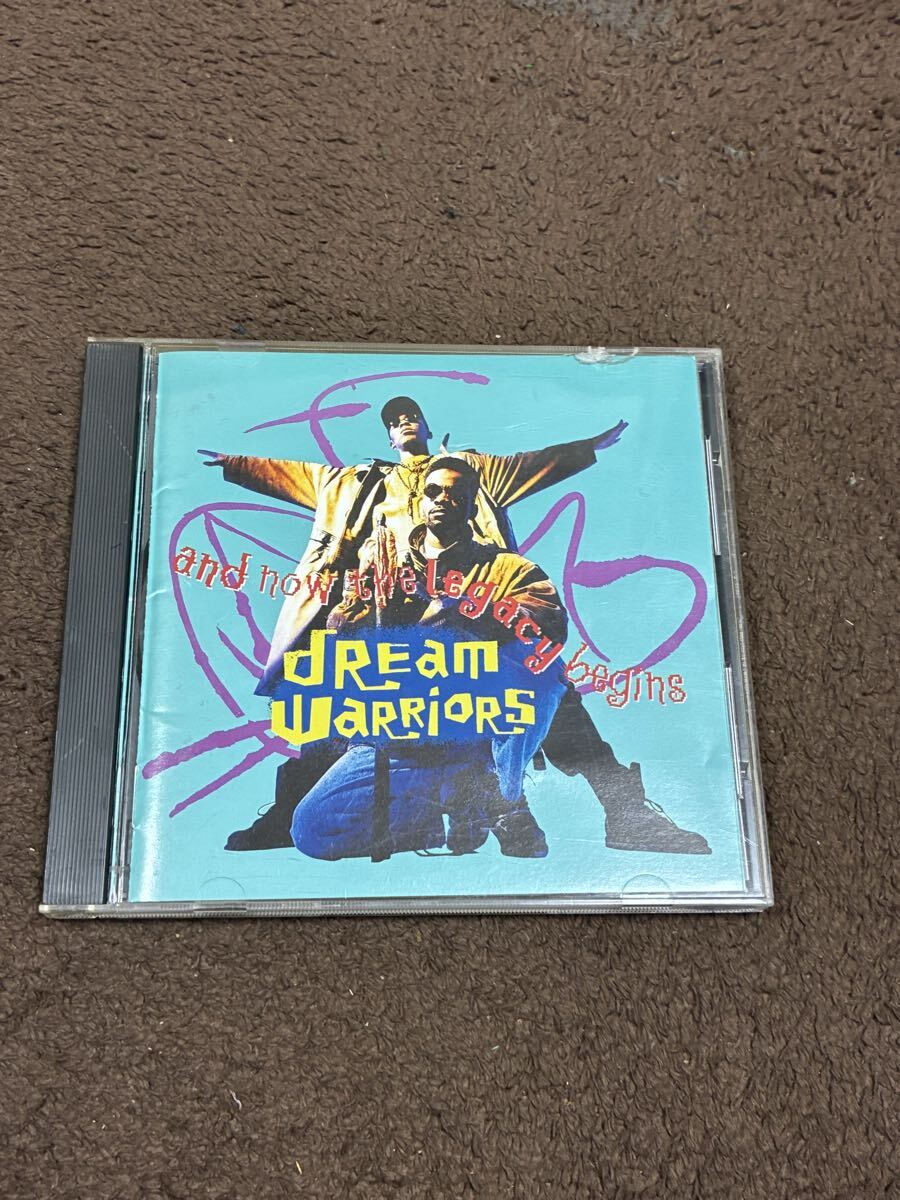 and now the legacy begins
dREam
WaRRiORS